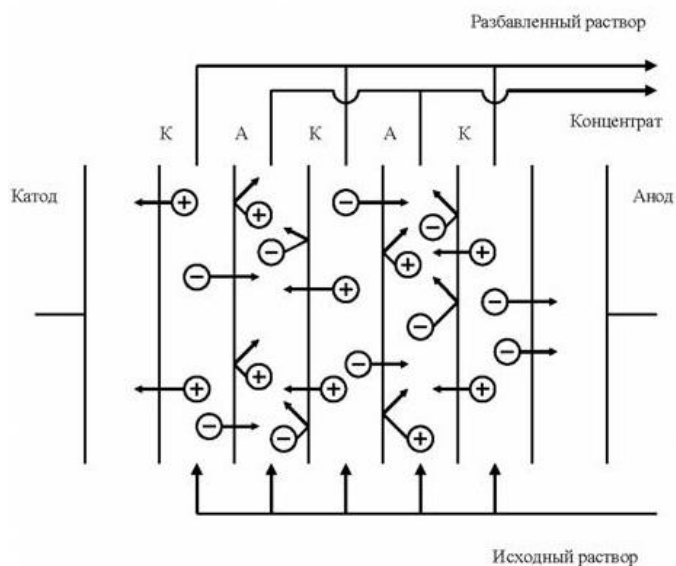 Разбавленный раствор
Концентрат
К А К А К
Катод
Анод
Исходный раствор